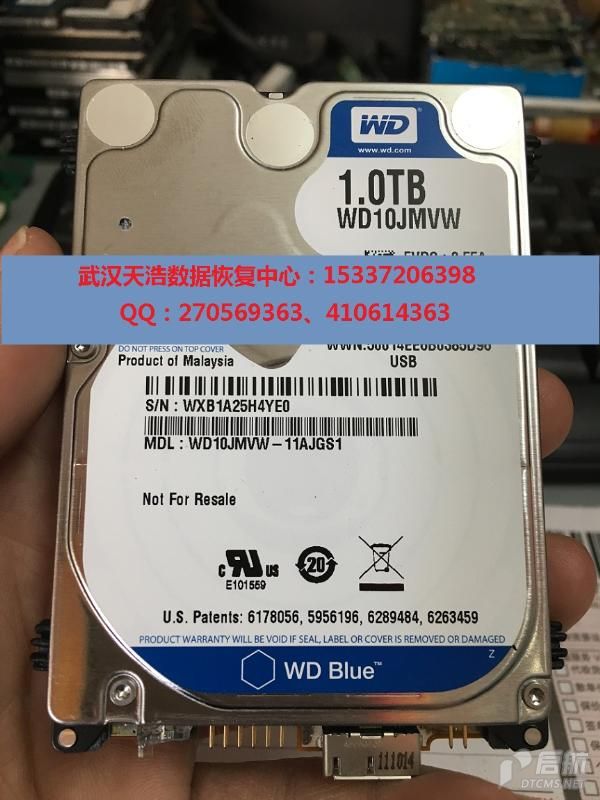 WD
www.wd.com
1.0TB
WD10JMVW
武汉天浩数据恢复中心：15337206398
QQ：270569363、410614363
DO NOT PRESS ON TOP COVER
Product of Malaysia
USB
S/N : WXB1A25H4YE0
MDL : WD10JMVW-11AJGS1
Not For Resale
c RU us
E101559
20
U.S. Patents: 6178056, 5956196, 6289484, 6263459
PRODUCT WARRANTY WILL BE VOID IF SEAL, LABEL OR COVER IS REMOVED OR DAMAGED
Z
WD Blue™
111014
启航
DTCMS.NET